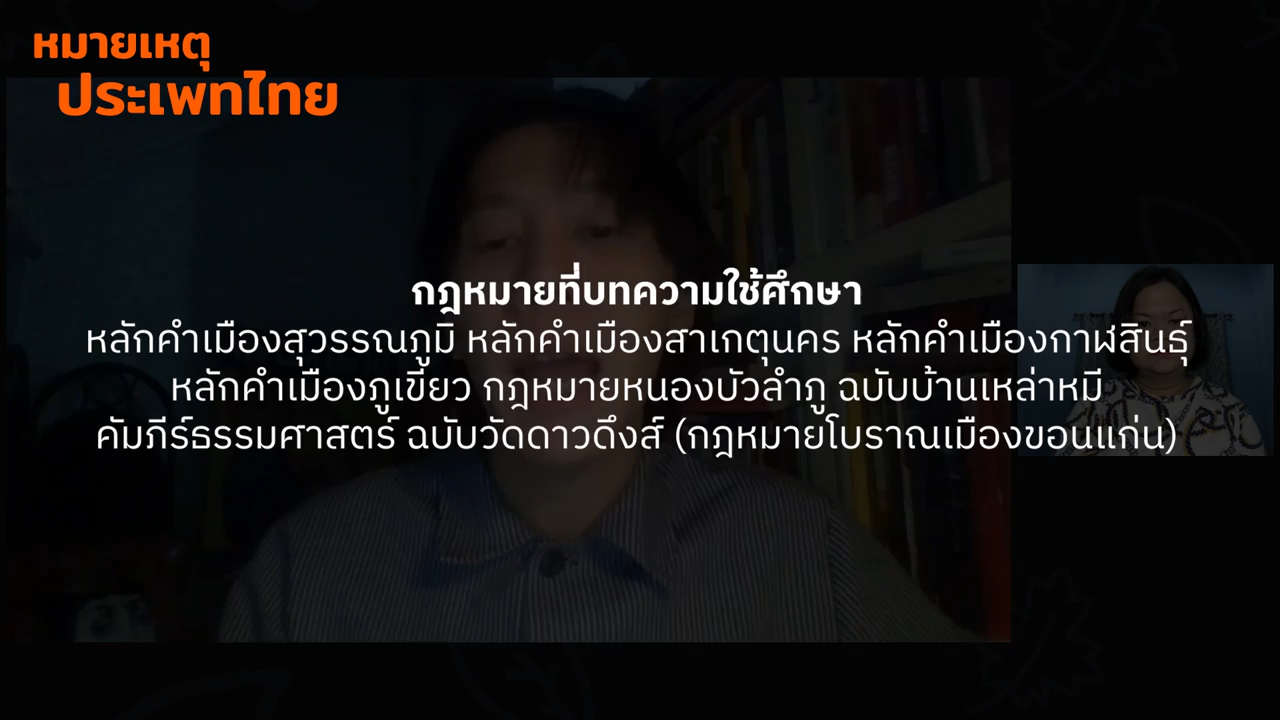 หมายเหตุ
ประเพทไทย
กฎหมายที่บทความใช้ศึกษา
หลักคำเมืองสุวรรณภูมิ หลักคำเมืองสาเกตุนคร หลักคำเมืองกาฬสินธุ์
หลักคำเมืองภูเขียว กฎหมายหนองบัวลำภู ฉบับบ้านเหล่าหมี
คัมภีร์ธรรมศาสตร์ ฉบับวัดดาวดึงส์ (กฎหมายโบราณเมืองขอนแก่น)